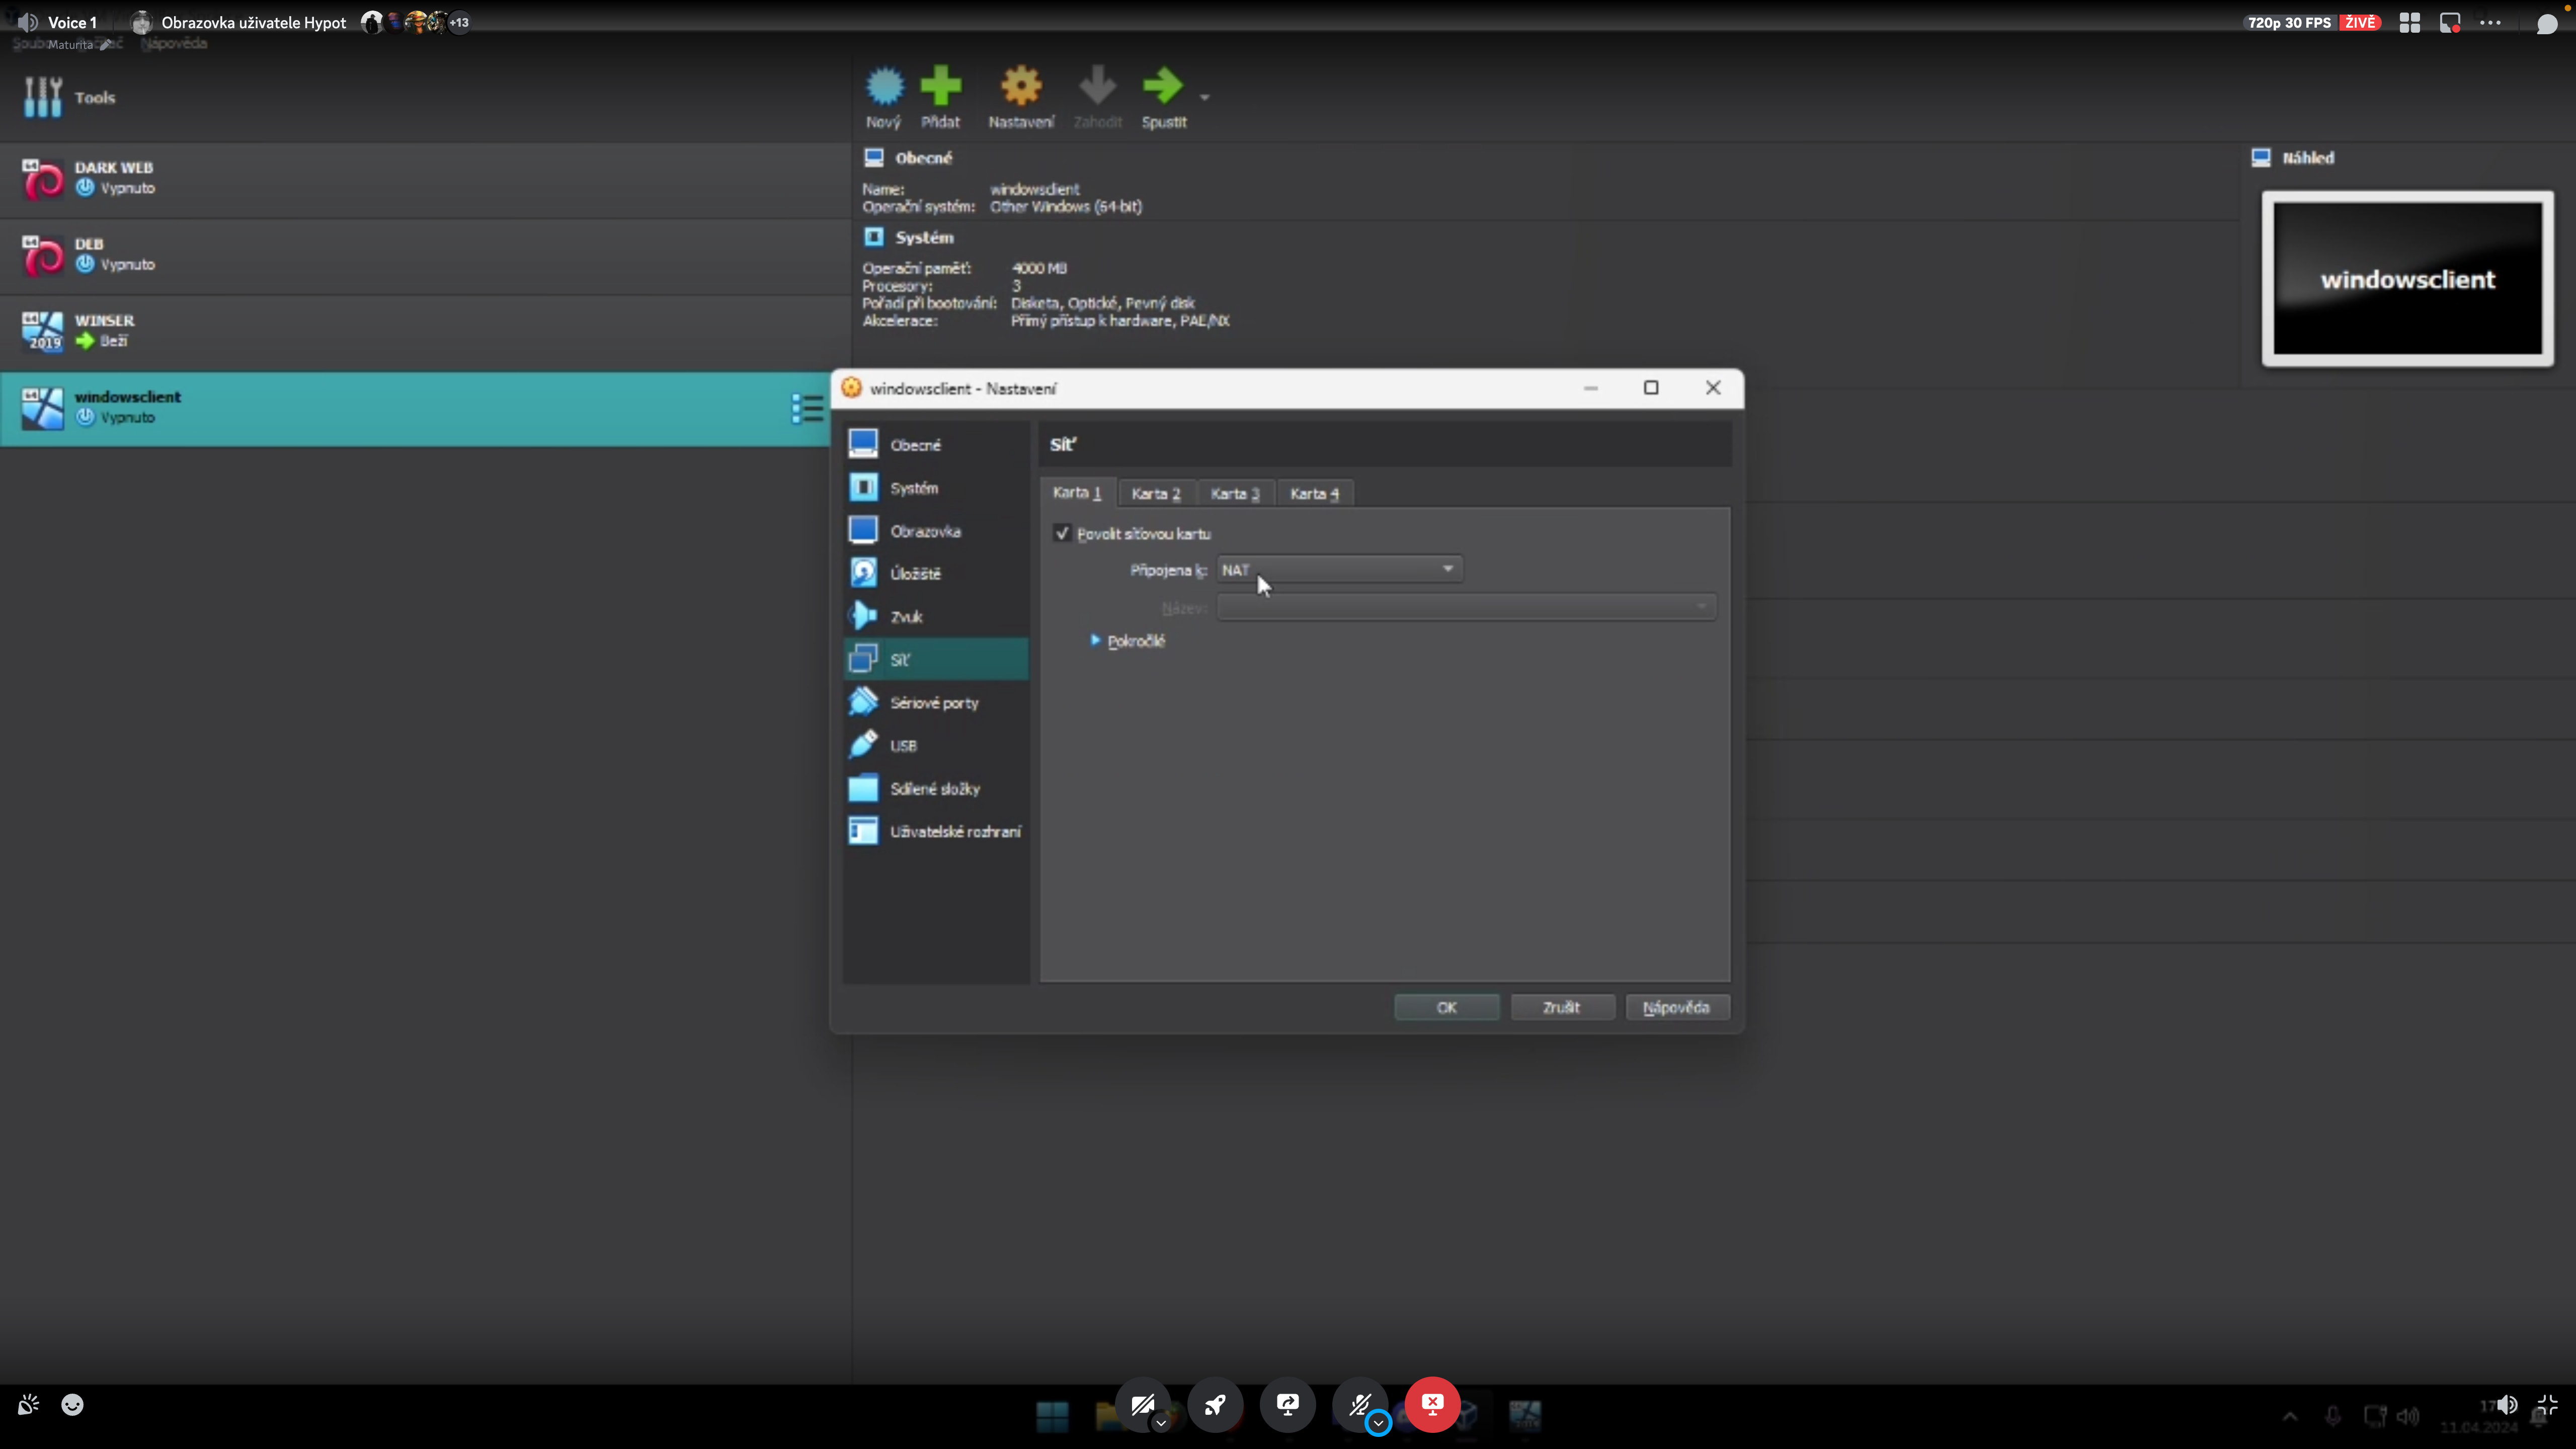 Voice 1
Obrazovka uživatele Hypot
+13
720p 30 FPS
ŽIVĚ
Maturita
Nápověda
Tools
Nový
Přidat
Nastavení
Zahodit
Spustit
DARK WEB
Vypnuto
DEB
Vypnuto
64
2019
WINSER
Beží
windowsclient
Vypnuto
Obecné
Name: windowsclient
Operační systém: Other Windows (64-bit)
Systém
Operační paměť: 4000 MB
Procesory: 3
Pořadí při bootování: Disketa, Optické, Pevný disk
Akcelerace: Přímý přístup k hardware, PAE/NX
Náhled
windowsclient
windowsclient - Nastavení
Obecné
Systém
Obrazovka
Úložiště
Zvuk
Síť
Sériové porty
USB
Sdílené složky
Uživatelské rozhraní
Síť
Karta 1
Karta 2
Karta 3
Karta 4
Povolit síťovou kartu
Připojena k: NAT
Název:
Pokročilé
OK
Zrušit
Nápověda
11.04.2024